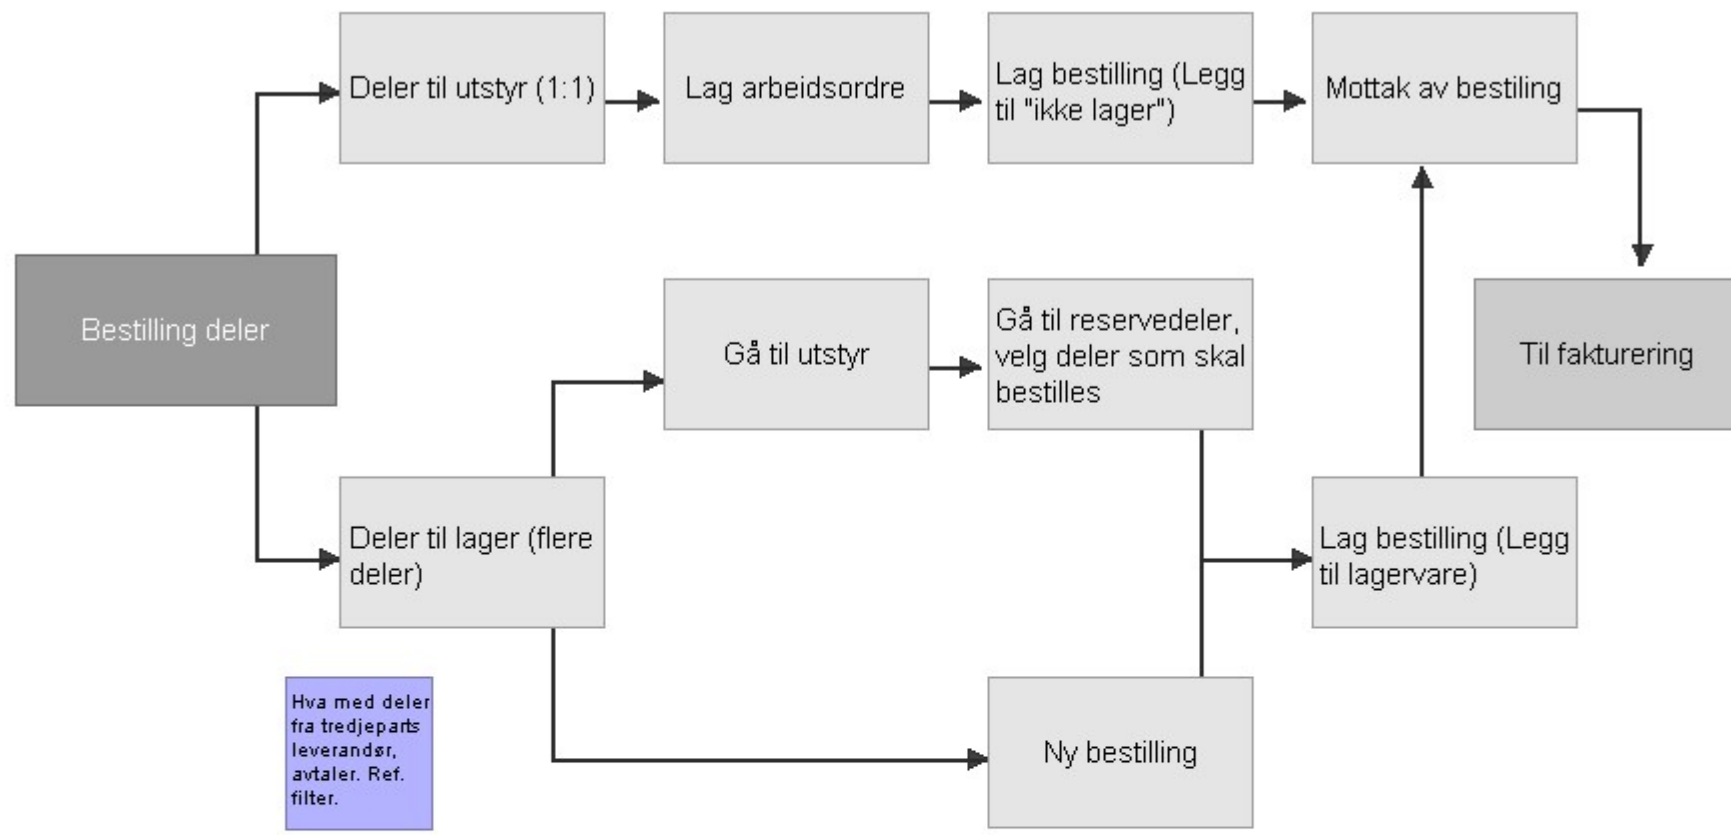 Deler til utstyr (1:1)
Lag arbeidsordre
Lag bestilling (Legg
til "ikke lager")
Mottak av bestiling
Bestilling deler
Gå til utstyr
Gå til reservedeler,
velg deler som skal
bestilles
Til fakturering
Deler til lager (flere
deler)
Lag bestilling (Legg
til lagervare)
Hva med deler
fra tredjeparts
leverandør,
avtaler. Ref.
filter.
Ny bestilling